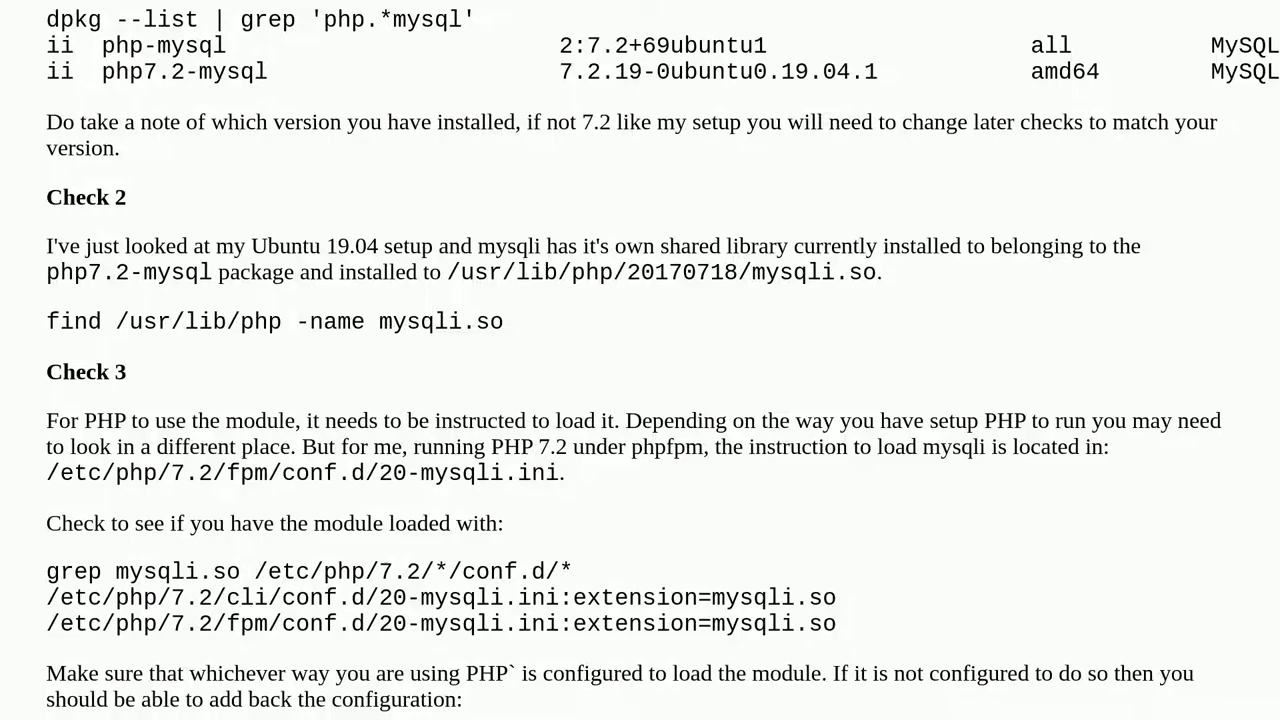 dpkg --list | grep 'php.*mysql'
ii  php-mysql                        2:7.2+69ubuntu1                   all          MySQL
ii  php7.2-mysql                     7.2.19-0ubuntu0.19.04.1           amd64        MySQL
Do take a note of which version you have installed, if not 7.2 like my setup you will need to change later checks to match your
version.
Check 2
I've just looked at my Ubuntu 19.04 setup and mysqli has it's own shared library currently installed to belonging to the
php7.2-mysql package and installed to /usr/lib/php/20170718/mysqli.so.
find /usr/lib/php -name mysqli.so
Check 3
For PHP to use the module, it needs to be instructed to load it. Depending on the way you have setup PHP to run you may need
to look in a different place. But for me, running PHP 7.2 under phpfpm, the instruction to load mysqli is located in:
/etc/php/7.2/fpm/conf.d/20-mysqli.ini.
Check to see if you have the module loaded with:
grep mysqli.so /etc/php/7.2/*/conf.d/*
/etc/php/7.2/cli/conf.d/20-mysqli.ini:extension=mysqli.so
/etc/php/7.2/fpm/conf.d/20-mysqli.ini:extension=mysqli.so
Make sure that whichever way you are using PHP` is configured to load the module. If it is not configured to do so then you
should be able to add back the configuration: